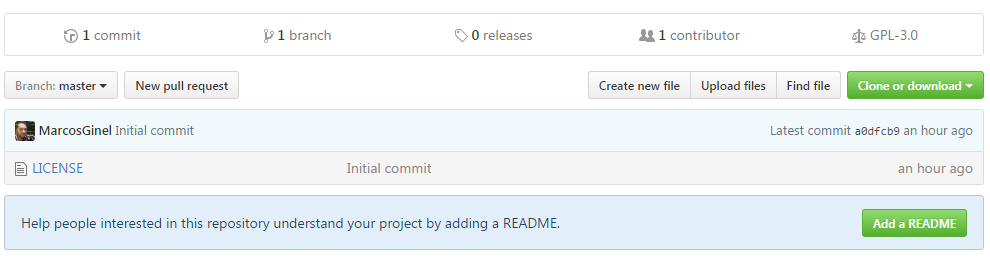 1 commit 1 branch 0 releases 1 contributor GPL-3.0
Branch: master New pull request Create new file Upload files Find file Clone or download
MarcosGinel Initial commit Latest commit a0dfcb9 an hour ago
LICENSE Initial commit an hour ago
Help people interested in this repository understand your project by adding a README. Add a README